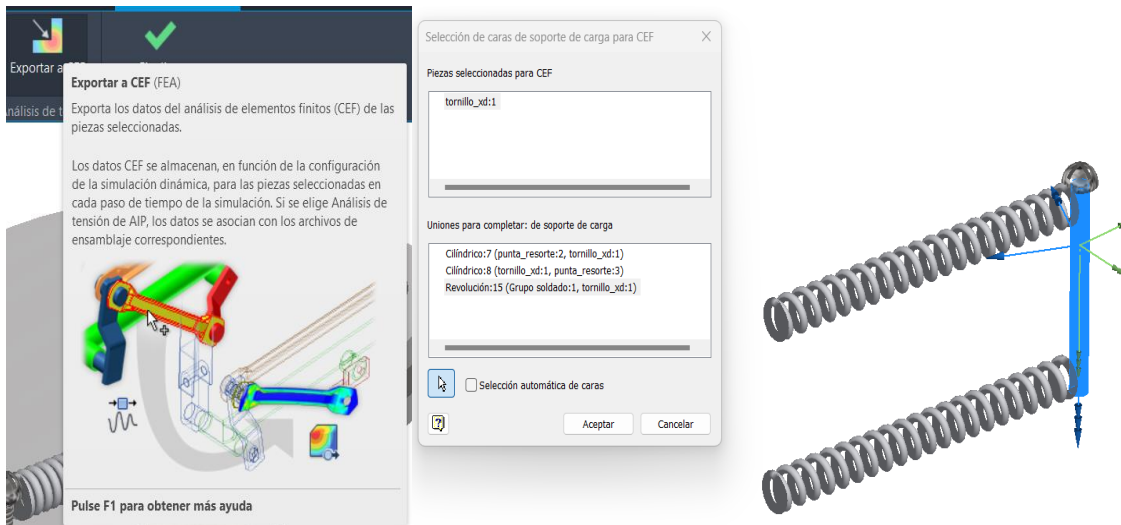 Exportar a
Exportar a CEF (FEA)
Exporta los datos del análisis de elementos finitos (CEF) de las
piezas seleccionadas.
Los datos CEF se almacenan, en función de la configuración
de la simulación dinámica, para las piezas seleccionadas en
cada paso de tiempo de la simulación. Si se elige Análisis de
tensión de AIP, los datos se asocian con los archivos de
ensamblaje correspondientes.
Pulse F1 para obtener más ayuda
Selección de caras de soporte de carga para CEF
Piezas seleccionadas para CEF
tornillo_xd:1
Uniones para completar: de soporte de carga
Cilíndrico:7 (punta_resorte:2, tornillo_xd:1)
Cilíndrico:8 (tornillo_xd:1, punta_resorte:3)
Revolución:15 (Grupo soldado:1, tornillo_xd:1)
Selección automática de caras
Aceptar
Cancelar